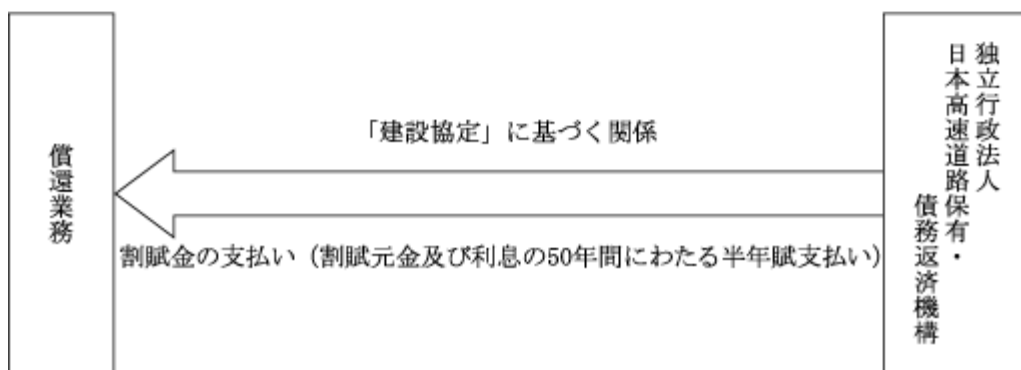 償還業務
「建設協定」に基づく関係
割賦金の支払い（割賦元金及び利息の50年間にわたる半年賦支払い）
独立行政法人
日本高速道路保有・
債務返済機構